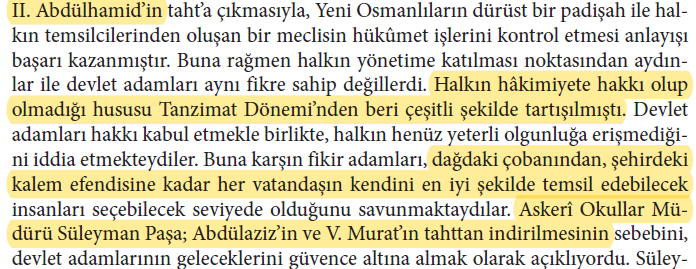 II. Abdülhamid’in taht’a çıkmasıyla, Yeni Osmanlıların dürüst bir padişah ile hal-
kın temsilcilerinden oluşan bir meclisin hükûmet işlerini kontrol etmesi anlayışı
başarı kazanmıştır. Buna rağmen halkın yönetime katılması noktasından aydın-
lar ile devlet adamları aynı fikre sahip değillerdi. Halkın hâkimiyete hakkı olup
olmadığı hususu Tanzimat Dönemi’nden beri çeşitli şekilde tartışılmıştı. Devlet
adamları hakkı kabul etmekle birlikte, halkın henüz yeterli olgunluğa erişmediği-
ni iddia etmekteydiler. Buna karşın fikir adamları, dağdaki çobanından, şehirdeki
kalem efendisine kadar her vatandaşın kendini en iyi şekilde temsil edebilecek
insanları seçebilecek seviyede olduğunu savunmaktaydılar. Askerî Okullar Mü-
dürü Süleyman Paşa; Abdülaziz’in ve V. Murat’ın tahttan indirilmesinin sebebini,
devlet adamlarının geleceklerini güvence altına almak olarak açıklıyordu. Süley-